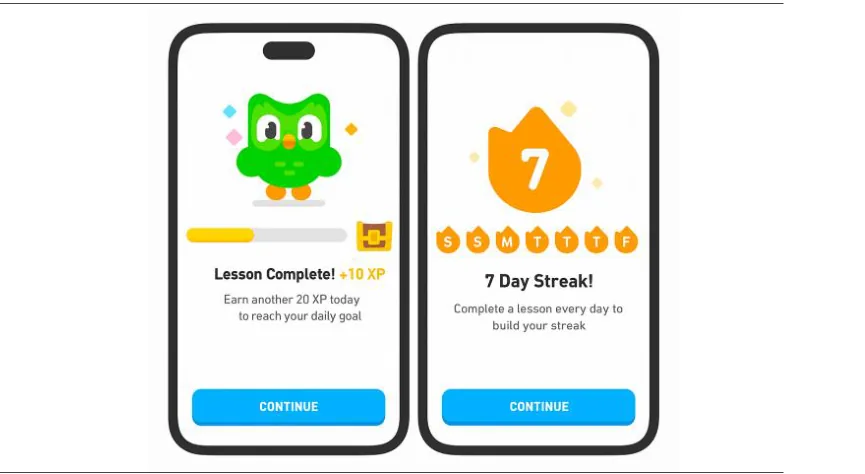 Lesson Complete! +10 XP
Earn another 20 XP today
to reach your daily goal
CONTINUE
7
S S M T T T F
7 Day Streak!
Complete a lesson every day to
build your streak
CONTINUE